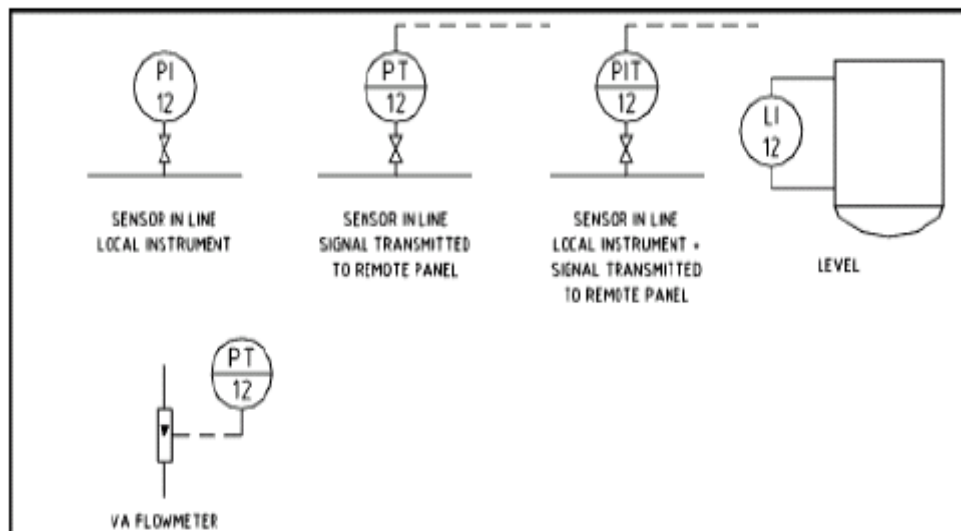 PI
12
PT
12
PIT
12
LI
12
SENSOR IN LINE
LOCAL INSTRUMENT
SENSOR IN LINE
SIGNAL TRANSMITTED
TO REMOTE PANEL
SENSOR IN LINE
LOCAL INSTRUMENT +
SIGNAL TRANSMITTED
TO REMOTE PANEL
LEVEL
PT
12
VA FLOWMETER